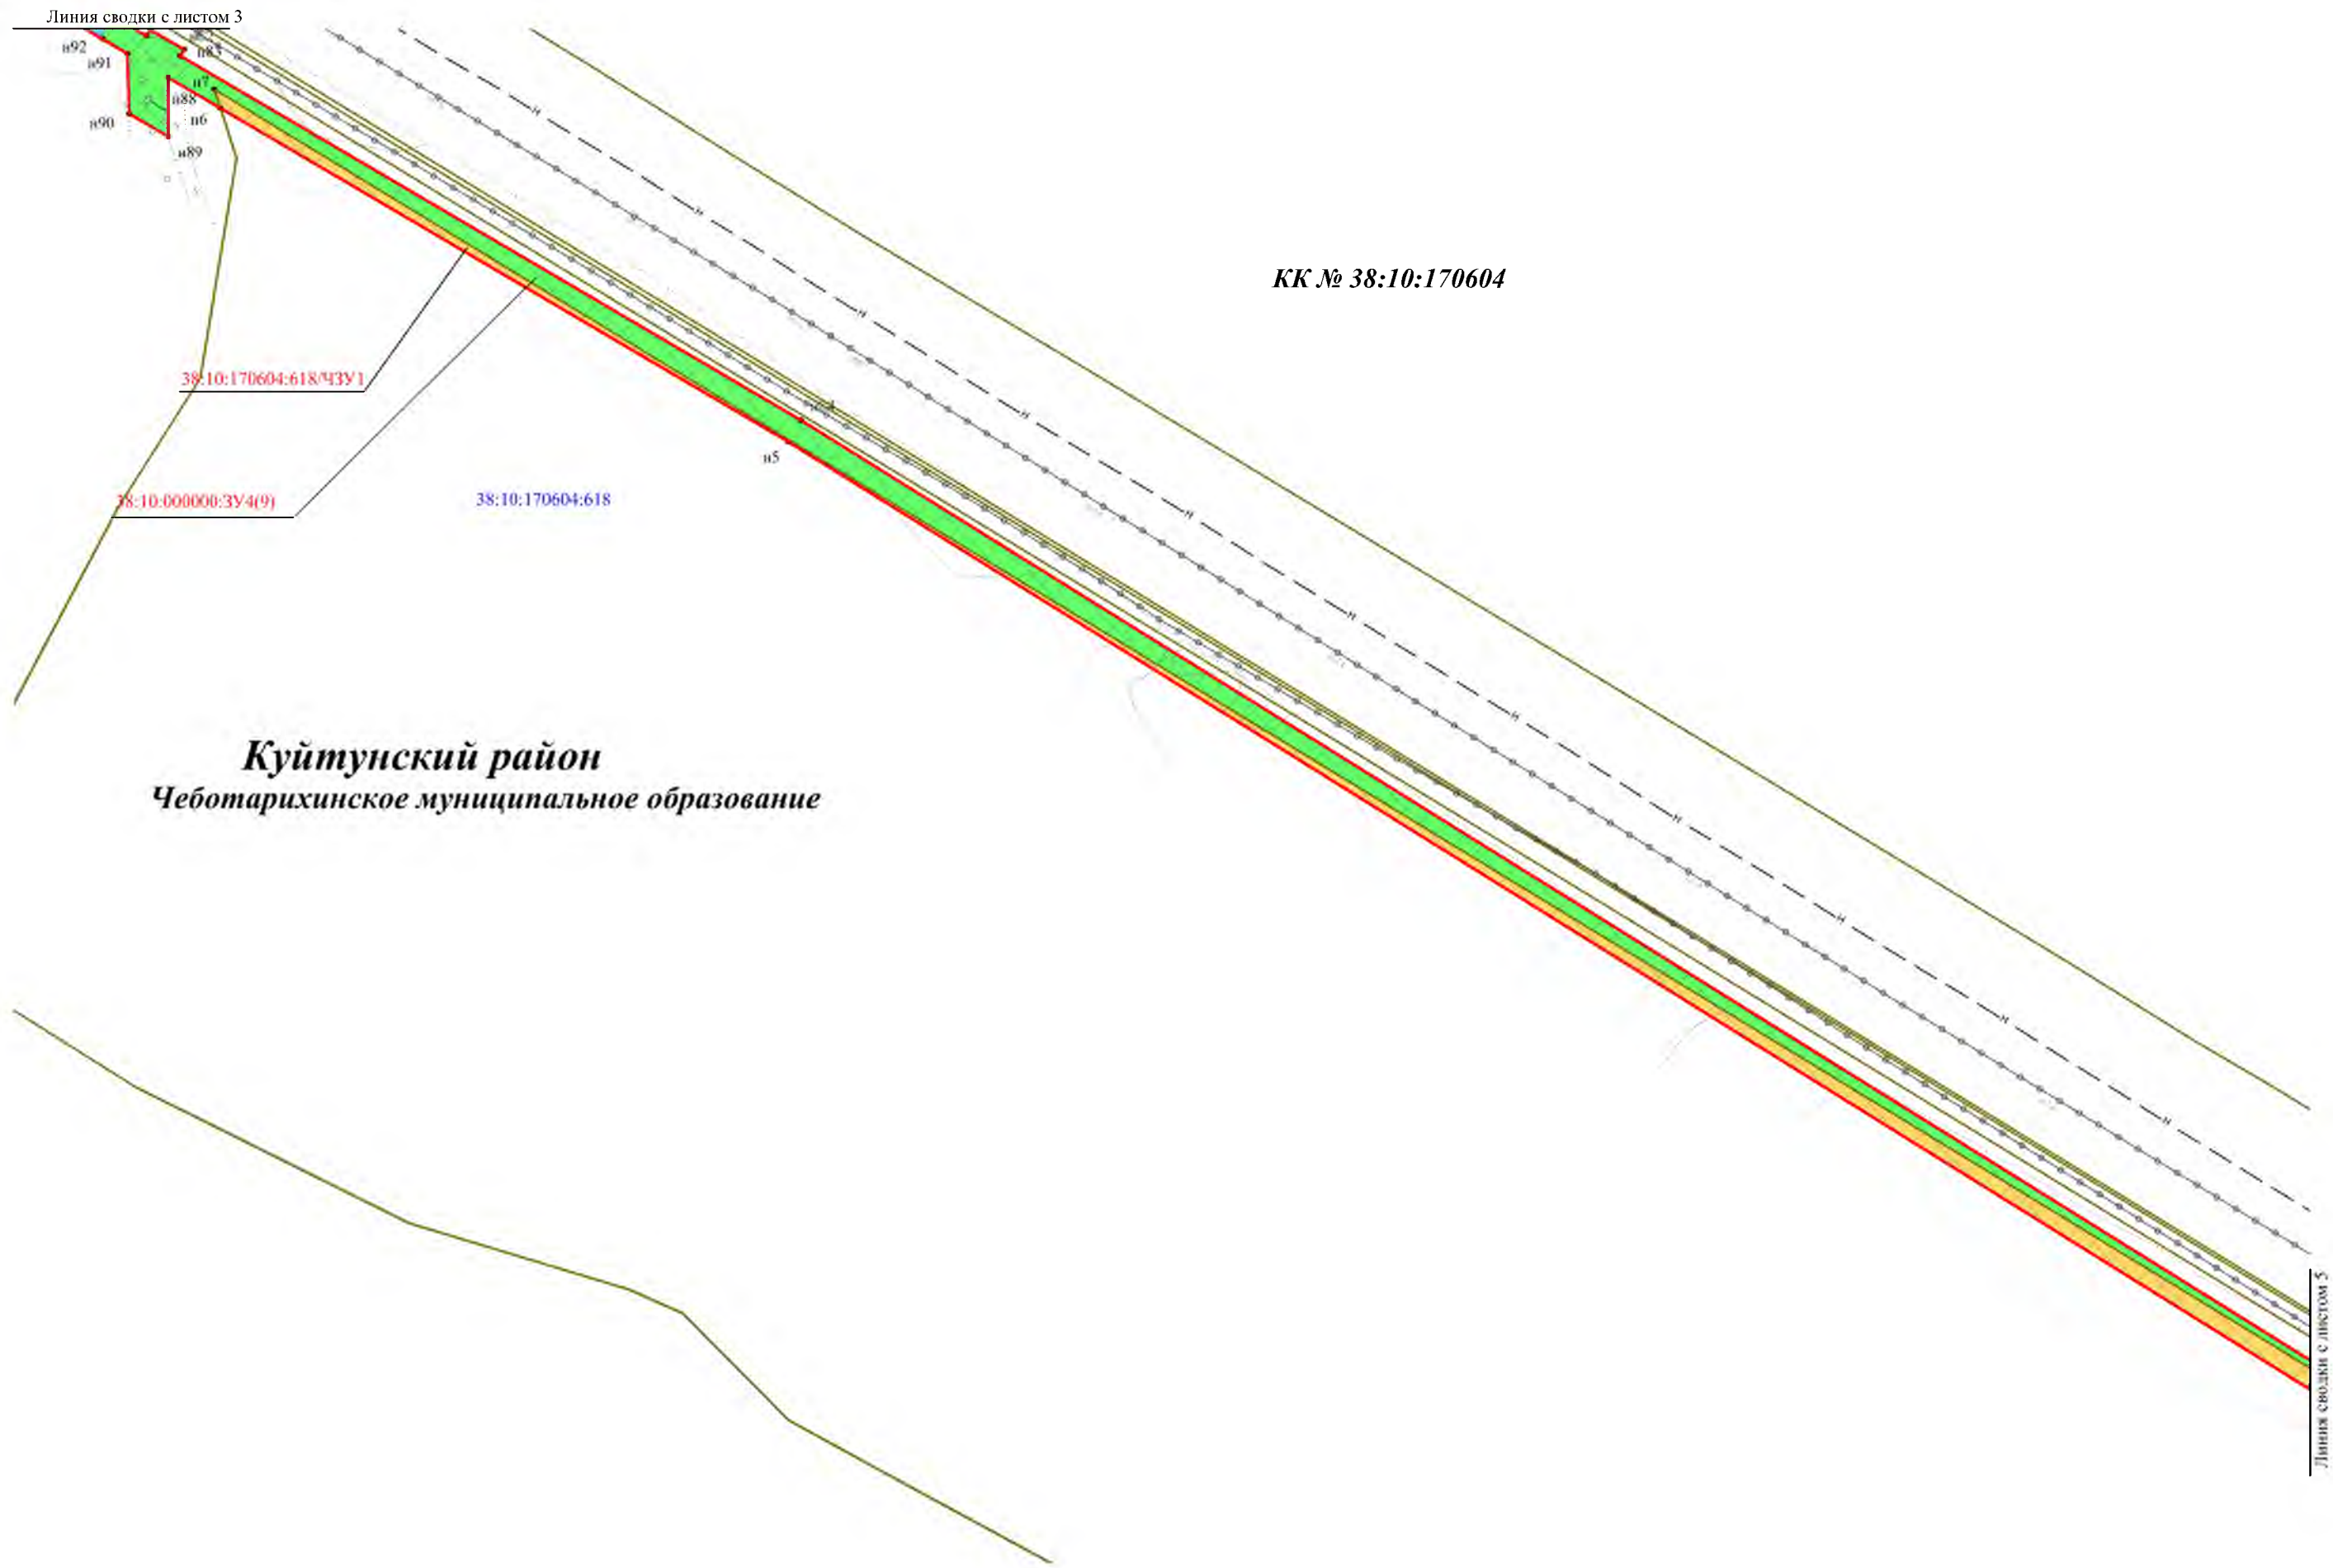 Линия сводки с листом 3
н92
н83
н91
н7
н88
н90
н6
н89
КК № 38:10:170604
38:10:170604:618/ЧЗУ1
н5
38:10:000000:ЗУ4(9)
38:10:170604:618
Куйтунский район
Чеботарихинское муниципальное образование
Линия сводки с листом 5